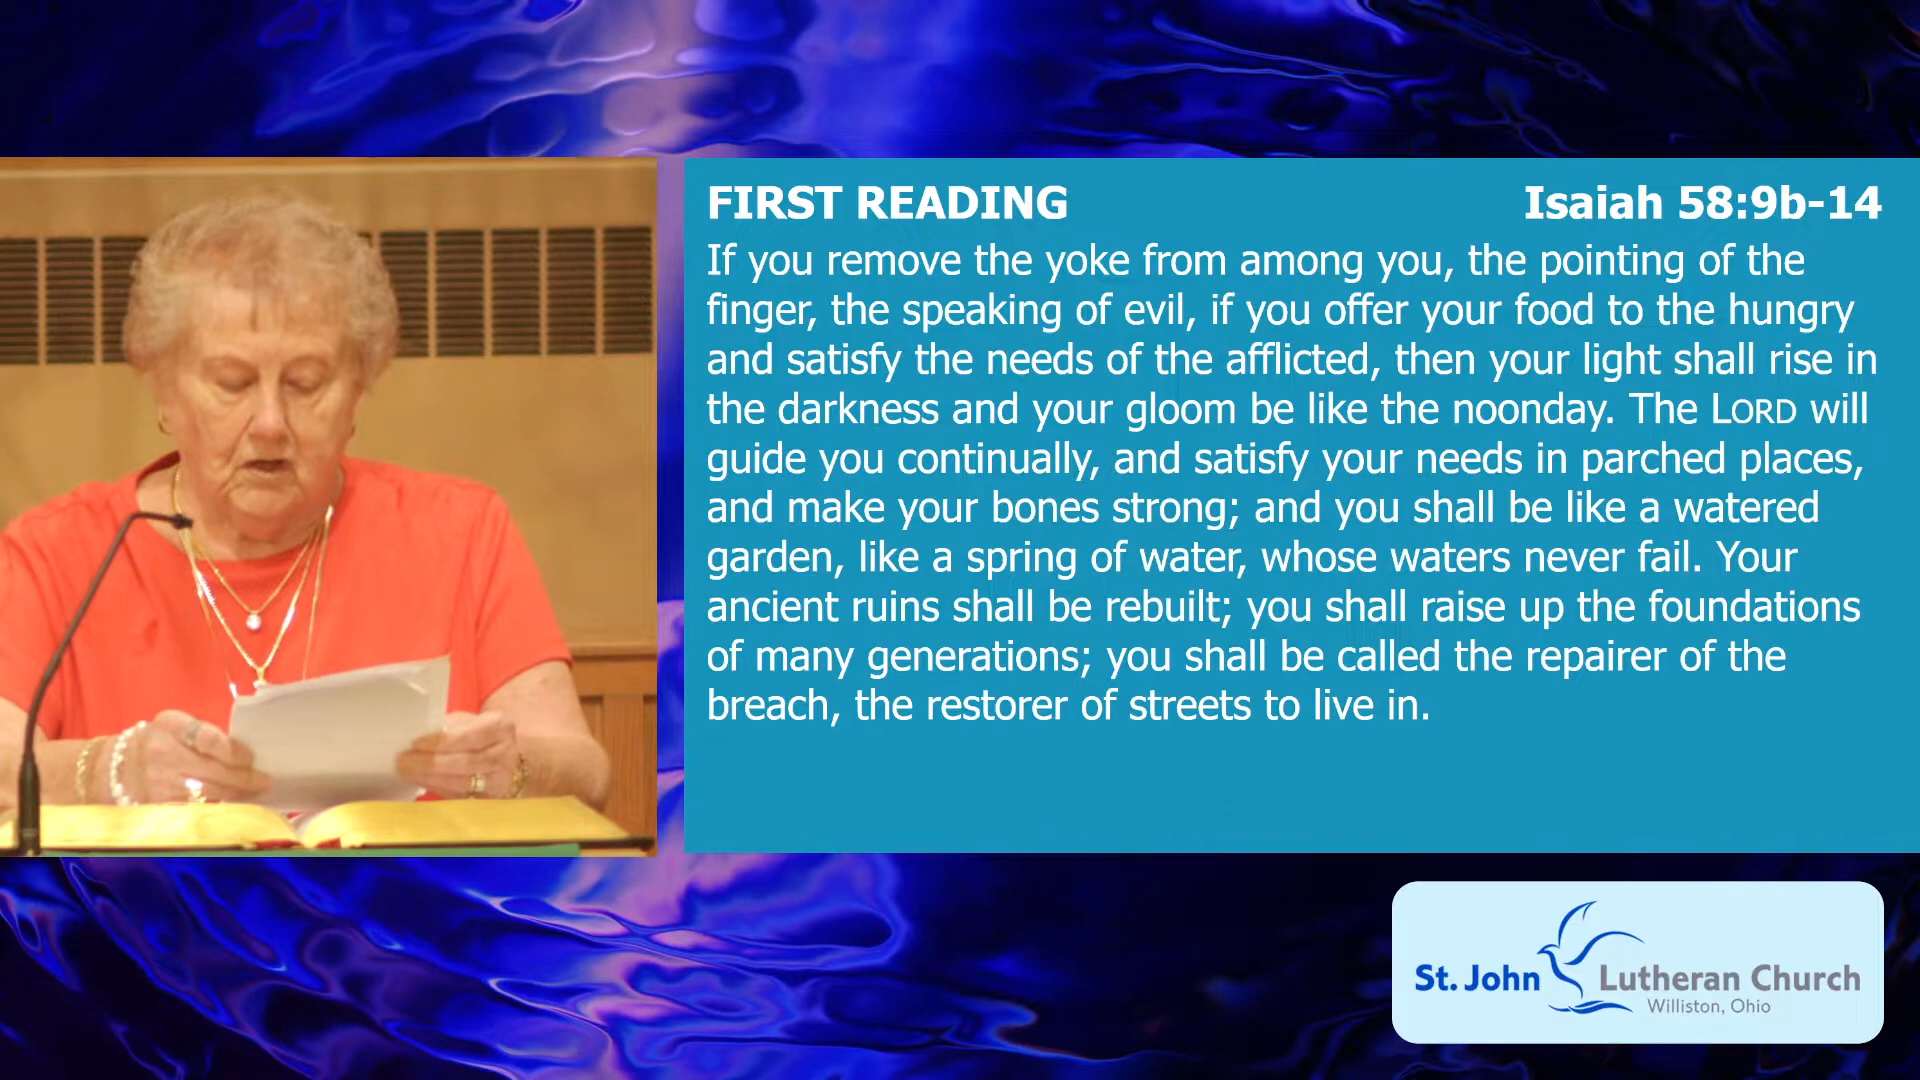 FIRST READING Isaiah 58:9b-14
If you remove the yoke from among you, the pointing of the
finger, the speaking of evil, if you offer your food to the hungry
and satisfy the needs of the afflicted, then your light shall rise in
the darkness and your gloom be like the noonday. The LORD will
guide you continually, and satisfy your needs in parched places,
and make your bones strong; and you shall be like a watered
garden, like a spring of water, whose waters never fail. Your
ancient ruins shall be rebuilt; you shall raise up the foundations
of many generations; you shall be called the repairer of the
breach, the restorer of streets to live in.
St. John Lutheran Church
Williston, Ohio